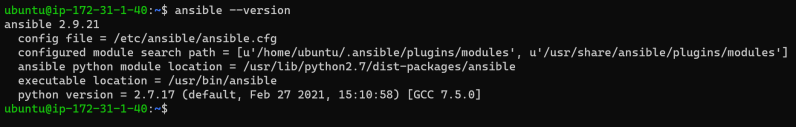 ubuntu@ip-172-31-1-40:~$ ansible --version
ansible 2.9.21
  config file = /etc/ansible/ansible.cfg
  configured module search path = [u'/home/ubuntu/.ansible/plugins/modules', u'/usr/share/ansible/plugins/modules']
  ansible python module location = /usr/lib/python2.7/dist-packages/ansible
  executable location = /usr/bin/ansible
  python version = 2.7.17 (default, Feb 27 2021, 15:10:58) [GCC 7.5.0]
ubuntu@ip-172-31-1-40:~$